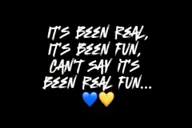 IT'S BEEN REAL,
IT'S BEEN FUN,
CAN'T SAY IT'S
BEEN REAL FUN...
💙💛